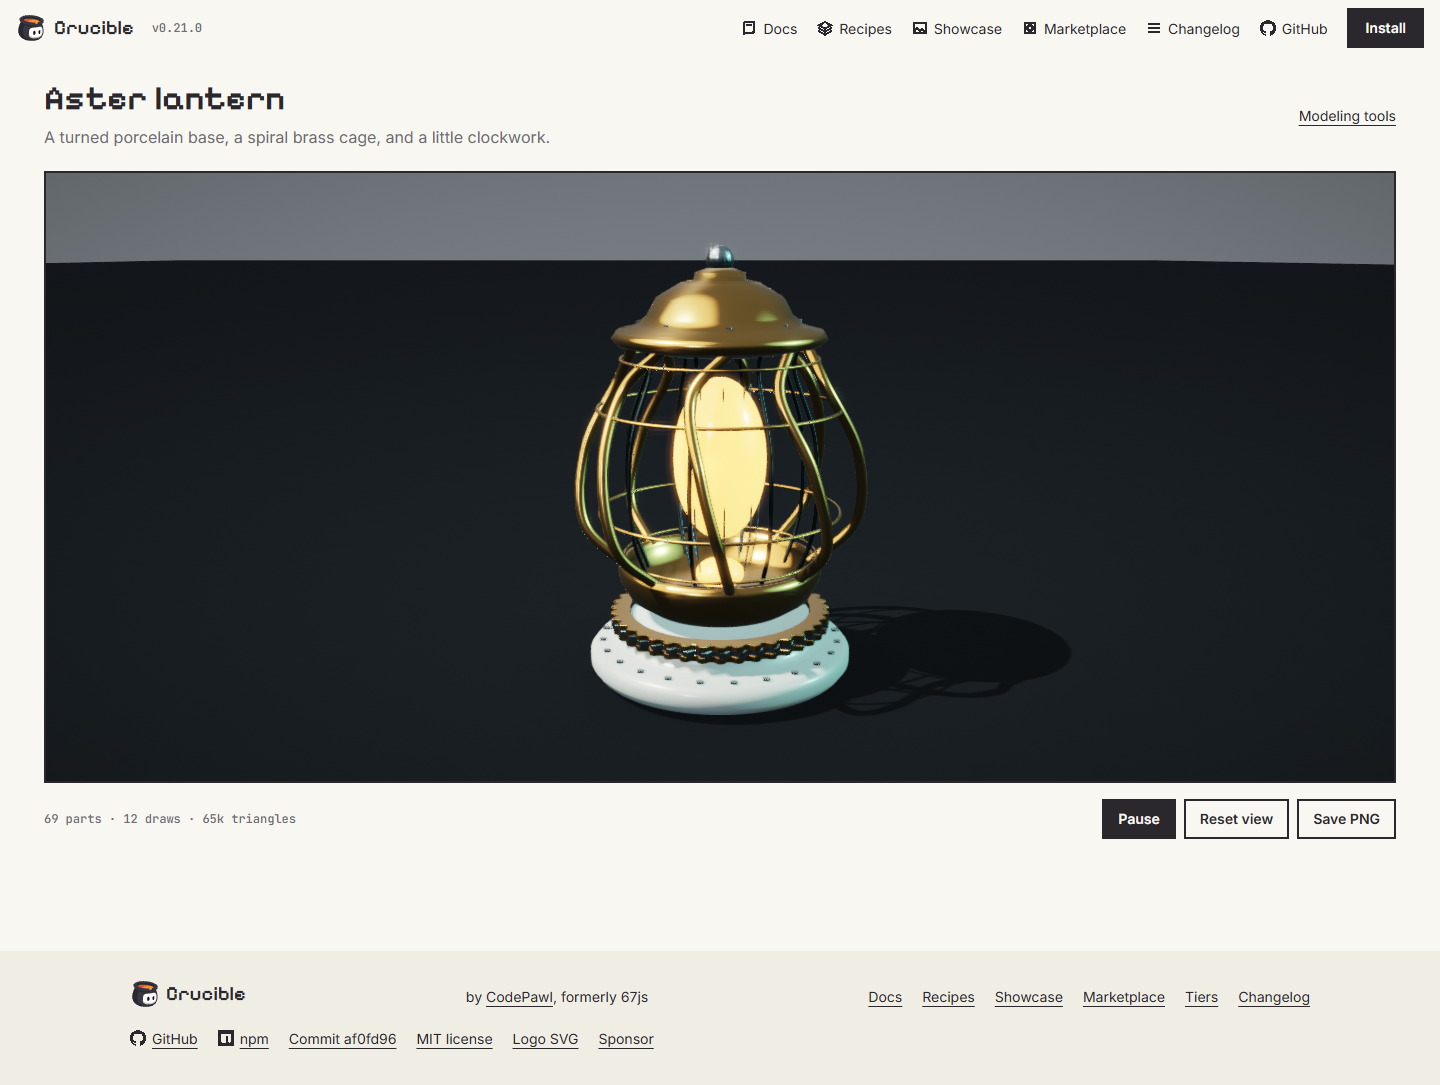 Crucible v0.21.0 Docs Recipes Showcase Marketplace Changelog GitHub Install
Aster lantern
A turned porcelain base, a spiral brass cage, and a little clockwork.
Modeling tools
69 parts · 12 draws · 65k triangles
Pause Reset view Save PNG
Crucible
by CodePawl, formerly 67js
Docs Recipes Showcase Marketplace Tiers Changelog
GitHub npm Commit af0fd96 MIT license Logo SVG Sponsor